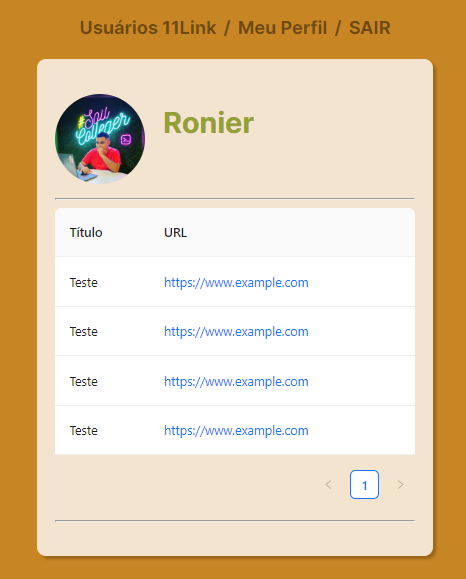 Usuários 11Link / Meu Perfil / SAIR
#Sou
Collener
Ronier
Título URL
Teste https://www.example.com
Teste https://www.example.com
Teste https://www.example.com
Teste https://www.example.com
< 1 >